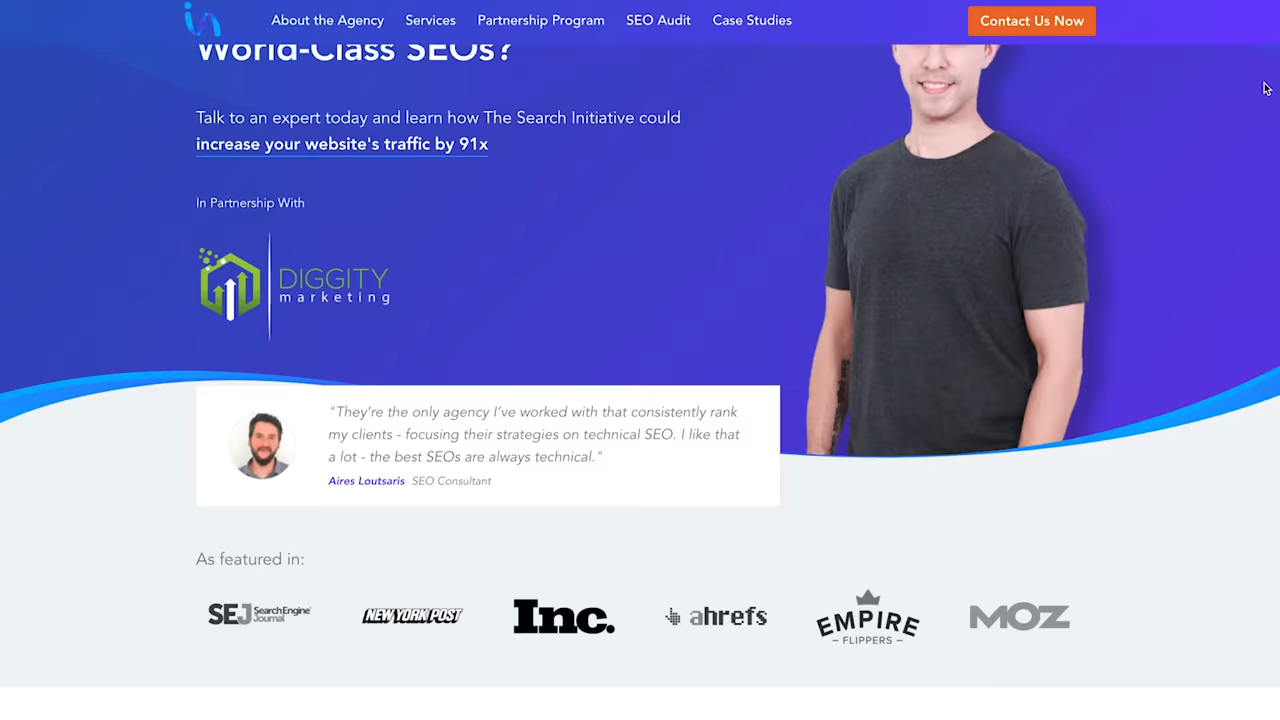 About the Agency Services Partnership Program SEO Audit Case Studies Contact Us Now
World-Class SEOs?
Talk to an expert today and learn how The Search Initiative could
increase your website's traffic by 91x
In Partnership With
DIGGITY
marketing
"They're the only agency I've worked with that consistently rank
my clients - focusing their strategies on technical SEO. I like that
a lot - the best SEOs are always technical."
Aires Loutsaris SEO Consultant
As featured in:
SEJ Search Engine Journal
NEW YORK POST
Inc.
ahrefs
EMPIRE
– FLIPPERS –
MOZ